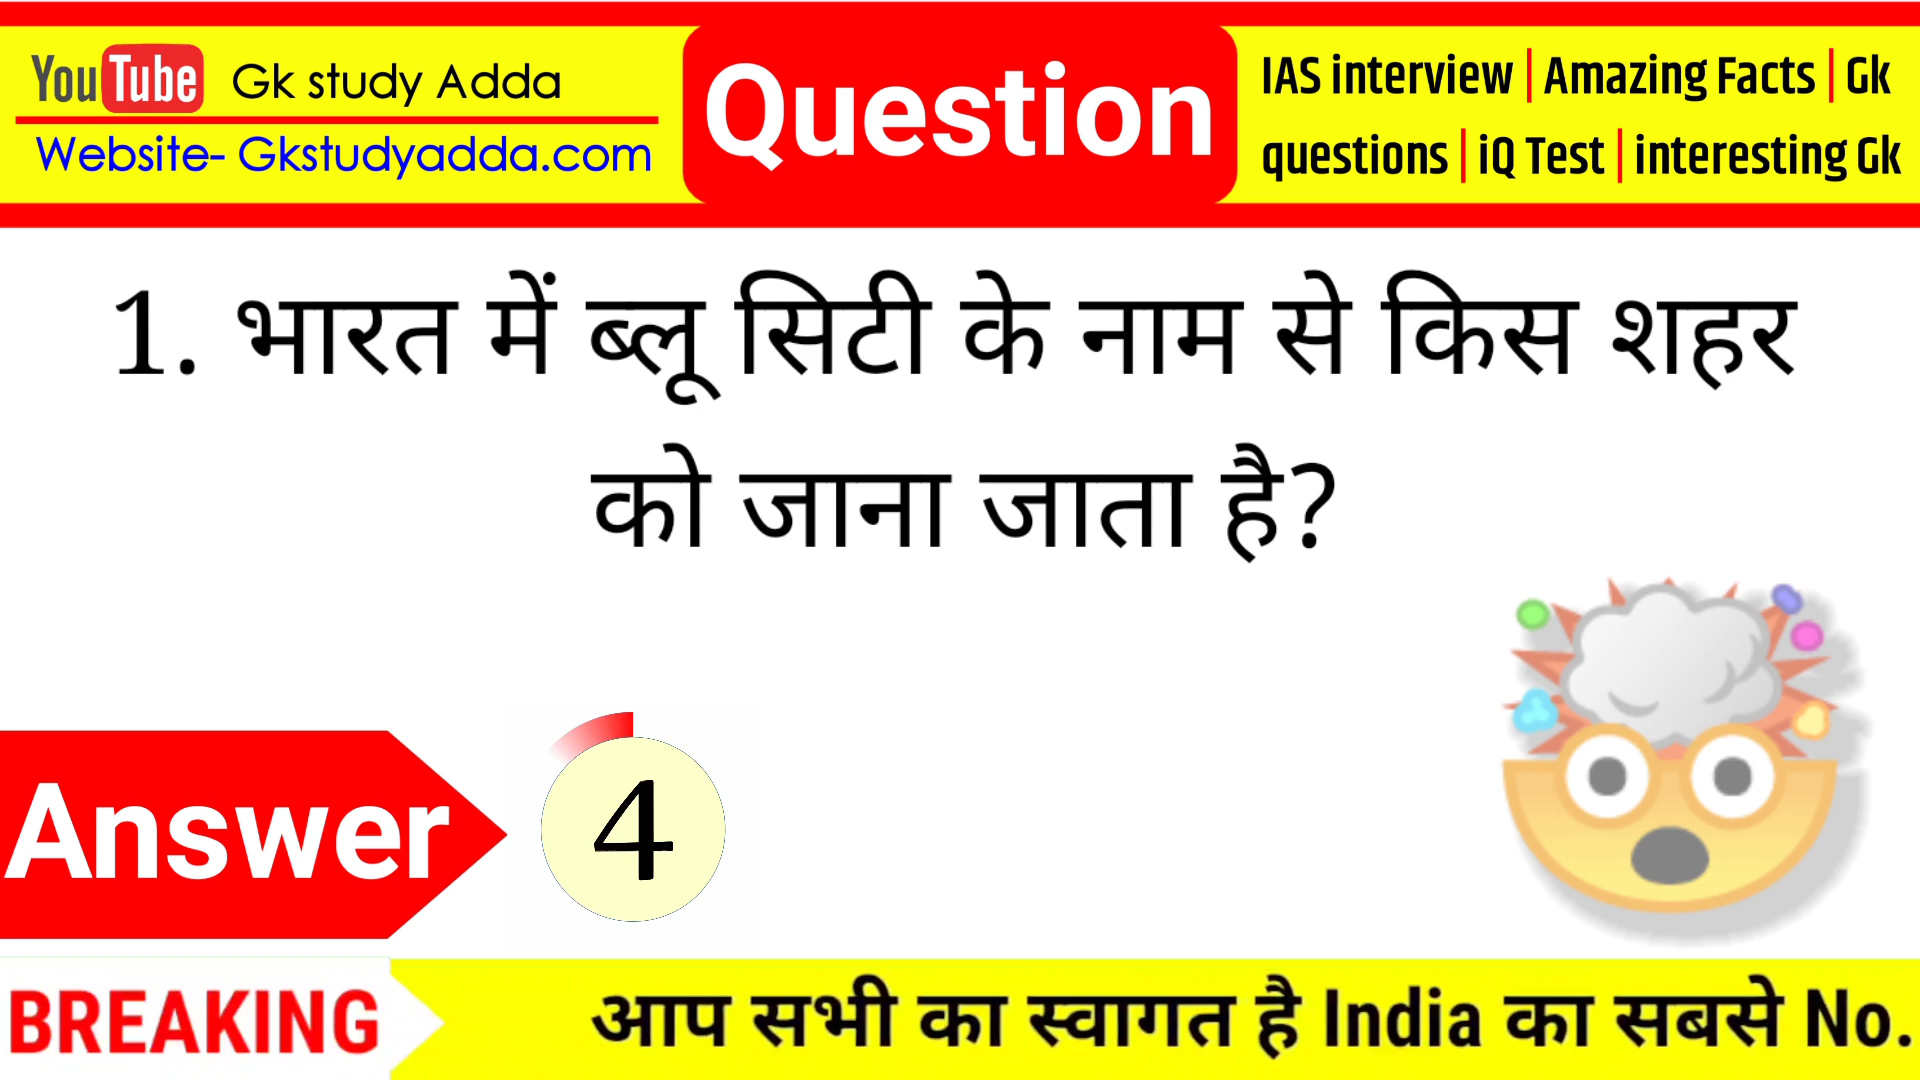 YouTube Gk study Adda
Website- Gkstudyadda.com
Question
IAS interview | Amazing Facts | Gk
questions | iQ Test | interesting Gk
1. भारत में ब्लू सिटी के नाम से किस शहर
को जाना जाता है?
Answer
4
BREAKING
आप सभी का स्वागत है India का सबसे No.